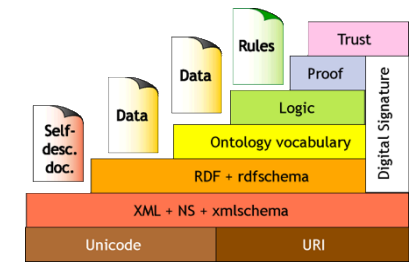 Trust
Rules
Proof
Data
Logic
Data
Ontology vocabulary
Digital Signature
Self-
desc.
doc.
RDF + rdfschema
XML + NS + xmlschema
Unicode
URI